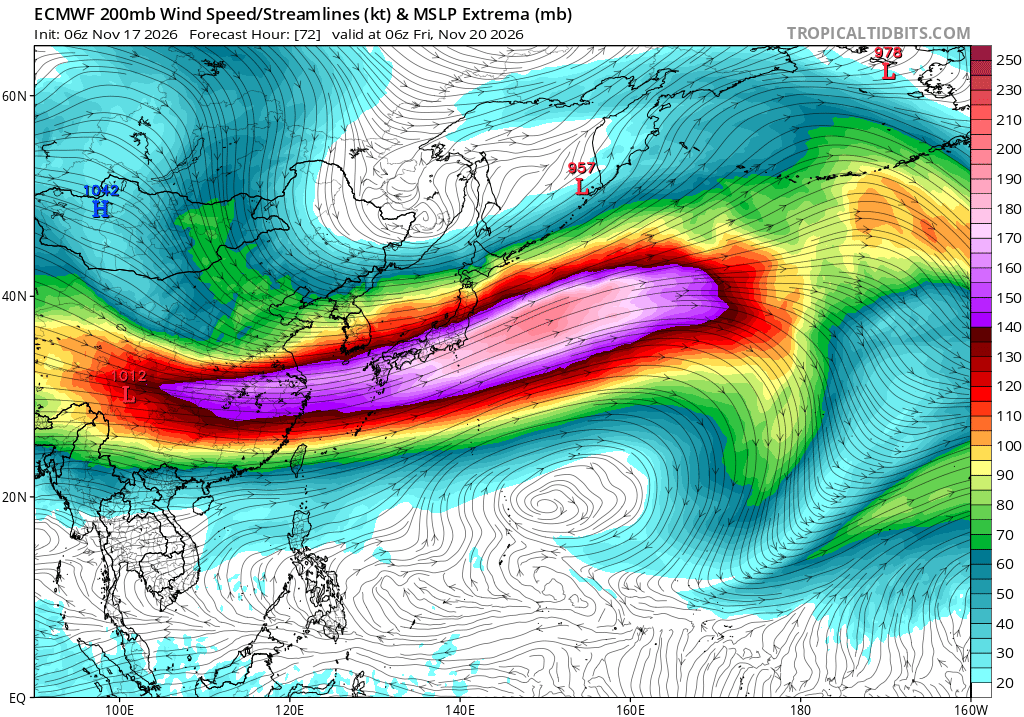 ECMWF 200mb Wind Speed/Streamlines (kt) & MSLP Extrema (mb)
Init: 06z Nov 17 2026   Forecast Hour: [72]   valid at 06z Fri, Nov 20 2026
TROPICALTIDBITS.COM
978
L
250
60N
230
210
957
L
200
1042
H
190
180
170
160
40N
150
140
130
1012
L
120
110
100
90
20N
80
70
60
50
40
30
20
EQ
100E
120E
140E
160E
180
160W